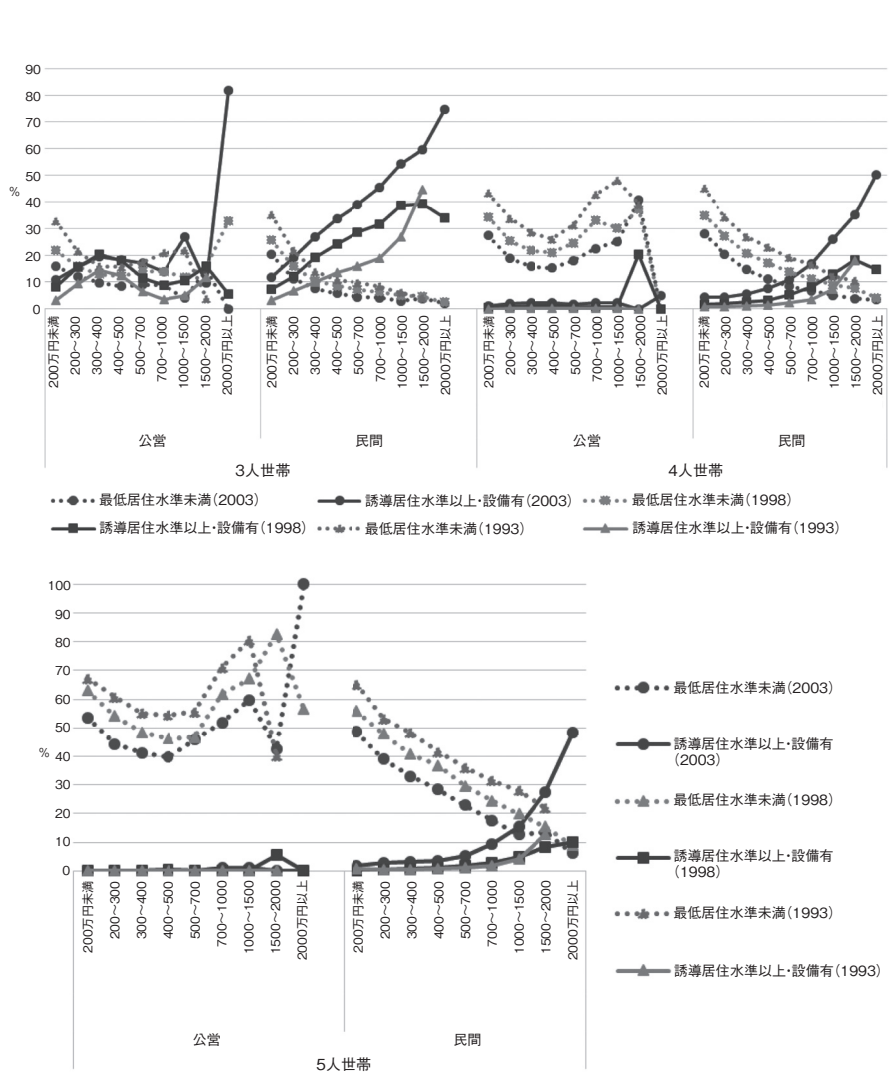 90
80
70
60
50
40
30
20
10
0
%
200万円未満
200〜300
300〜400
400〜500
500〜700
700〜1000
1000〜1500
1500〜2000
2000万円以上
200万円未満
200〜300
300〜400
400〜500
500〜700
700〜1000
1000〜1500
1500〜2000
2000万円以上
200万円未満
200〜300
300〜400
400〜500
500〜700
700〜1000
1000〜1500
1500〜2000
2000万円以上
200万円未満
200〜300
300〜400
400〜500
500〜700
700〜1000
1000〜1500
1500〜2000
2000万円以上
公営 民間 公営 民間
3人世帯 4人世帯
最低居住水準未満(2003) 誘導居住水準以上・設備有(2003) 最低居住水準未満(1998)
誘導居住水準以上・設備有(1998) 最低居住水準未満(1993) 誘導居住水準以上・設備有(1993)
100
90
80
70
60
50
40
30
20
10
0
%
200万円未満
200〜300
300〜400
400〜500
500〜700
700〜1000
1000〜1500
1500〜2000
2000万円以上
200万円未満
200〜300
300〜400
400〜500
500〜700
700〜1000
1000〜1500
1500〜2000
2000万円以上
公営 民間
5人世帯
最低居住水準未満(2003)
誘導居住水準以上・設備有
(2003)
最低居住水準未満(1998)
誘導居住水準以上・設備有
(1998)
最低居住水準未満(1993)
誘導居住水準以上・設備有(1993)